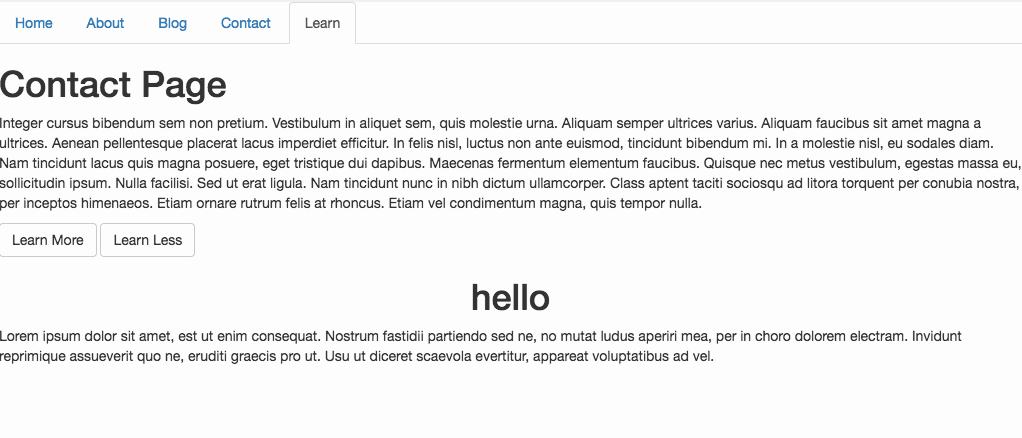 Home About Blog Contact Learn
Contact Page
Integer cursus bibendum sem non pretium. Vestibulum in aliquet sem, quis molestie urna. Aliquam semper ultrices varius. Aliquam faucibus sit amet magna a
ultrices. Aenean pellentesque placerat lacus imperdiet efficitur. In felis nisl, luctus non ante euismod, tincidunt bibendum mi. In a molestie nisl, eu sodales diam.
Nam tincidunt lacus quis magna posuere, eget tristique dui dapibus. Maecenas fermentum elementum faucibus. Quisque nec metus vestibulum, egestas massa eu,
sollicitudin ipsum. Nulla facilisi. Sed ut erat ligula. Nam tincidunt nunc in nibh dictum ullamcorper. Class aptent taciti sociosqu ad litora torquent per conubia nostra,
per inceptos himenaeos. Etiam ornare rutrum felis at rhoncus. Etiam vel condimentum magna, quis tempor nulla.
Learn More Learn Less
hello
Lorem ipsum dolor sit amet, est ut enim consequat. Nostrum fastidii partiendo sed ne, no mutat ludus aperiri mea, per in choro dolorem electram. Invidunt
reprimique assueverit quo ne, eruditi graecis pro ut. Usu ut diceret scaevola evertitur, appareat voluptatibus ad vel.